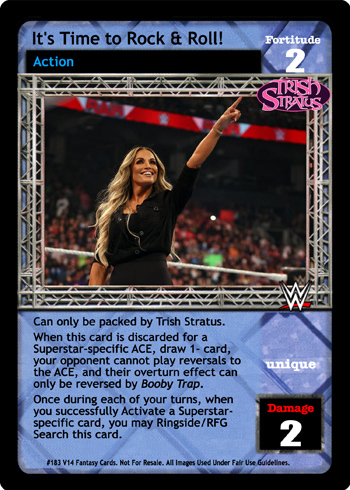 It's Time to Rock & Roll!
Fortitude
2
Action
TRISH
STRATUS
Can only be packed by Trish Stratus.
When this card is discarded for a
Superstar-specific ACE, draw 1- card,
your opponent cannot play reversals to
the ACE, and their overturn effect can
only be reversed by Booby Trap.
Once during each of your turns, when
you successfully Activate a Superstar-
specific card, you may Ringside/RFG
Search this card.
unique
Damage
2
#183 V14 Fantasy Cards. Not For Resale. All Images Used Under Fair Use Guidelines.